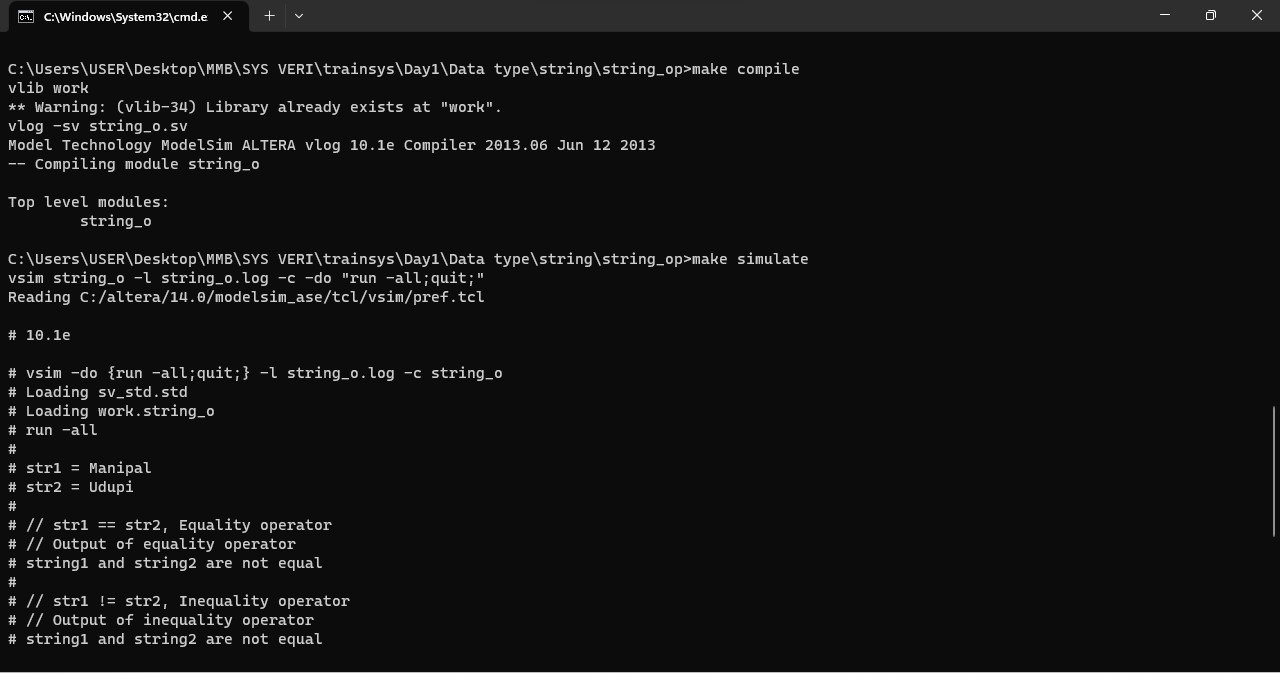 C:\Windows\System32\cmd.e
C:\Users\USER\Desktop\MMB\SYS VERI\trainsys\Day1\Data type\string\string_op>make compile
vlib work
** Warning: (vlib-34) Library already exists at "work".
vlog -sv string_o.sv
Model Technology ModelSim ALTERA vlog 10.1e Compiler 2013.06 Jun 12 2013
-- Compiling module string_o
Top level modules:
string_o
C:\Users\USER\Desktop\MMB\SYS VERI\trainsys\Day1\Data type\string\string_op>make simulate
vsim string_o -l string_o.log -c -do "run -all;quit;"
Reading C:/altera/14.0/modelsim_ase/tcl/vsim/pref.tcl
# 10.1e
# vsim -do {run -all;quit;} -l string_o.log -c string_o
# Loading sv_std.std
# Loading work.string_o
# run -all
#
# str1 = Manipal
# str2 = Udupi
#
# // str1 == str2, Equality operator
# // Output of equality operator
# string1 and string2 are not equal
#
# // str1 != str2, Inequality operator
# // Output of inequality operator
# string1 and string2 are not equal